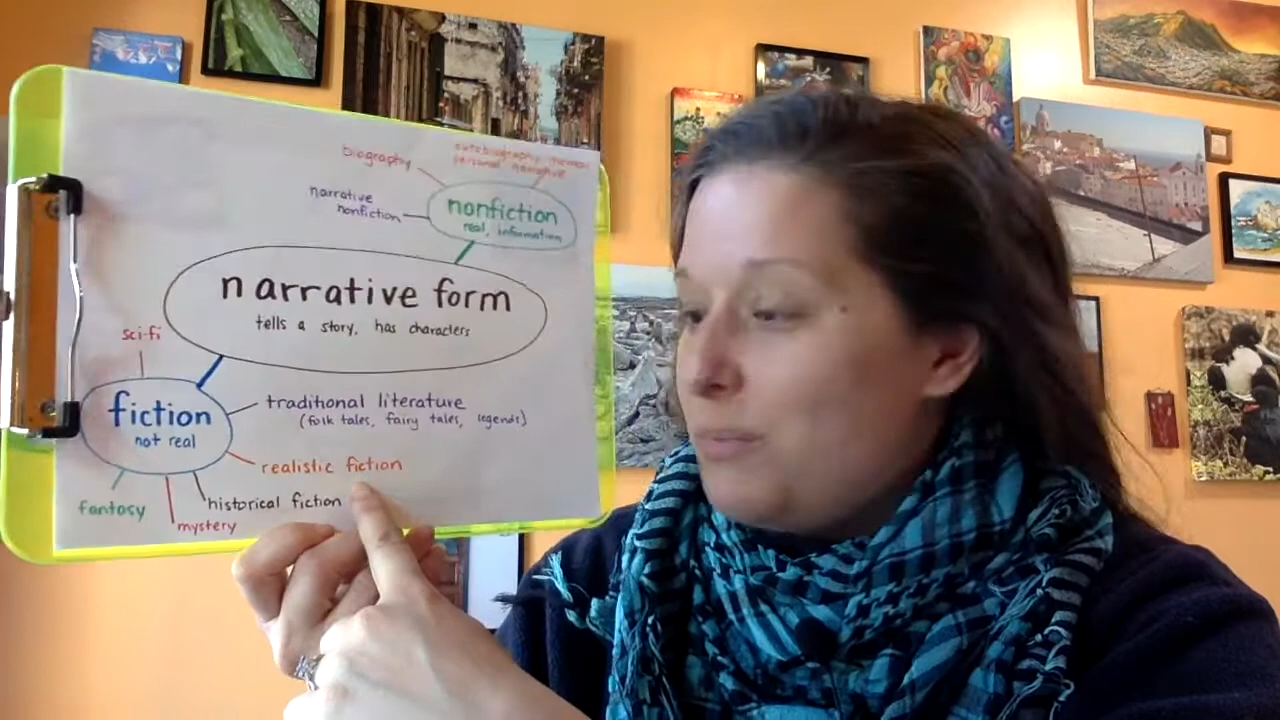 biography
autobiography, memoir
personal narrative
narrative
nonfiction
nonfiction
real, information
narrative form
tells a story, has characters
sci-fi
fiction
not real
traditional literature
(folk tales, fairy tales, legends)
realistic fiction
historical fiction
fantasy
mystery